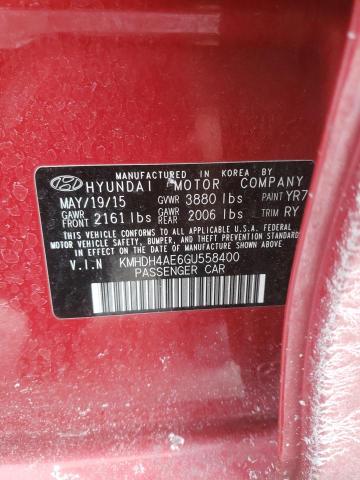 MANUFACTURED IN KOREA BY
HYUNDAI MOTOR COMPANY
MAY/19/15 GVWR 3880 lbs PAINT YR7
GAWR FRONT 2161 lbs GAWR REAR 2006 lbs TRIM RY
THIS VEHICLE CONFORMS TO ALL APPLICABLE U.S. FEDERAL
MOTOR VEHICLE SAFETY, BUMPER, AND THEFT PREVENTION
STANDARDS IN EFFECT ON THE DATE OF MANUFACTURE SHOWN ABOVE.
V.I.N KMHDH4AE6GU558400
PASSENGER CAR